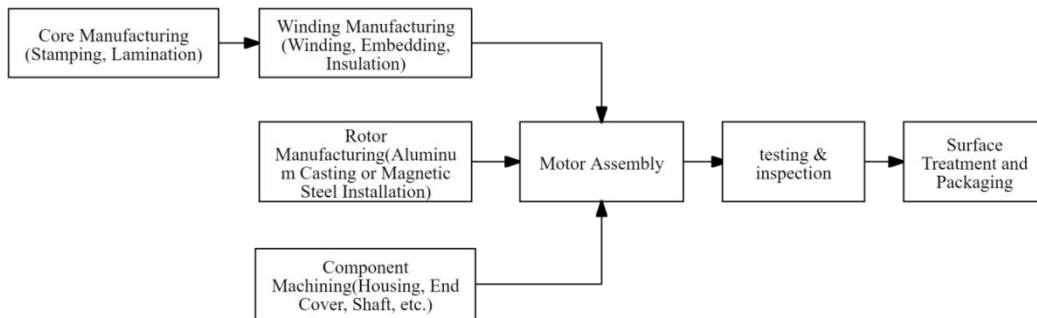 Core Manufacturing
(Stamping, Lamination)
Winding Manufacturing
(Winding, Embedding,
Insulation)
Rotor
Manufacturing(Aluminu
m Casting or Magnetic
Steel Installation)
Component
Machining(Housing, End
Cover, Shaft, etc.)
Motor Assembly
testing &
inspection
Surface
Treatment and
Packaging